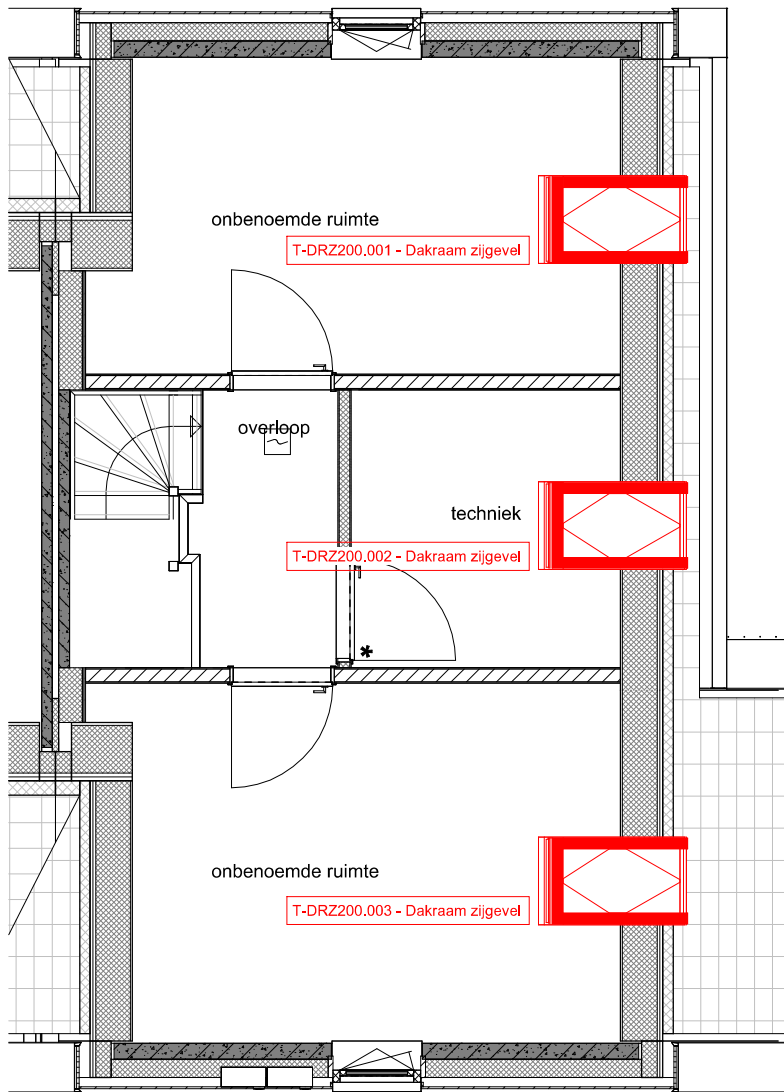 onbenoemde ruimte
T-DRZ200.001 - Dakraam zijgevel
overloop
techniek
T-DRZ200.002 - Dakraam zijgevel
*
onbenoemde ruimte
T-DRZ200.003 - Dakraam zijgevel